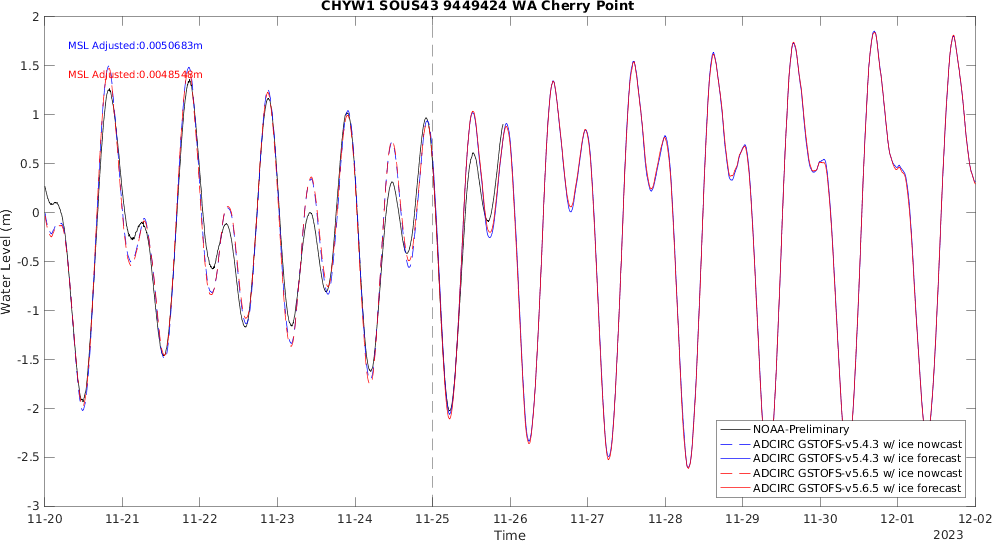 CHYW1 SOUS43 9449424 WA Cherry Point
MSL Adjusted:0.0050683m
MSL Adjusted:0.0048548m
Water Level (m)
2
1.5
1
0.5
0
-0.5
-1
-1.5
-2
-2.5
-3
NOAA-Preliminary
ADCIRC GSTOFS-v5.4.3 w/ ice nowcast
ADCIRC GSTOFS-v5.4.3 w/ ice forecast
ADCIRC GSTOFS-v5.6.5 w/ ice nowcast
ADCIRC GSTOFS-v5.6.5 w/ ice forecast
11-20 11-21 11-22 11-23 11-24 11-25 11-26 11-27 11-28 11-29 11-30 12-01 12-02
Time
2023